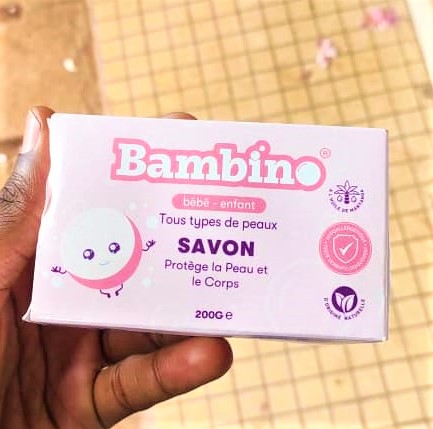 Bambino®
bébé - enfant
Tous types de peaux
SAVON
Protège la Peau et
le Corps
200G e
D'ORIGINE NATURELLE